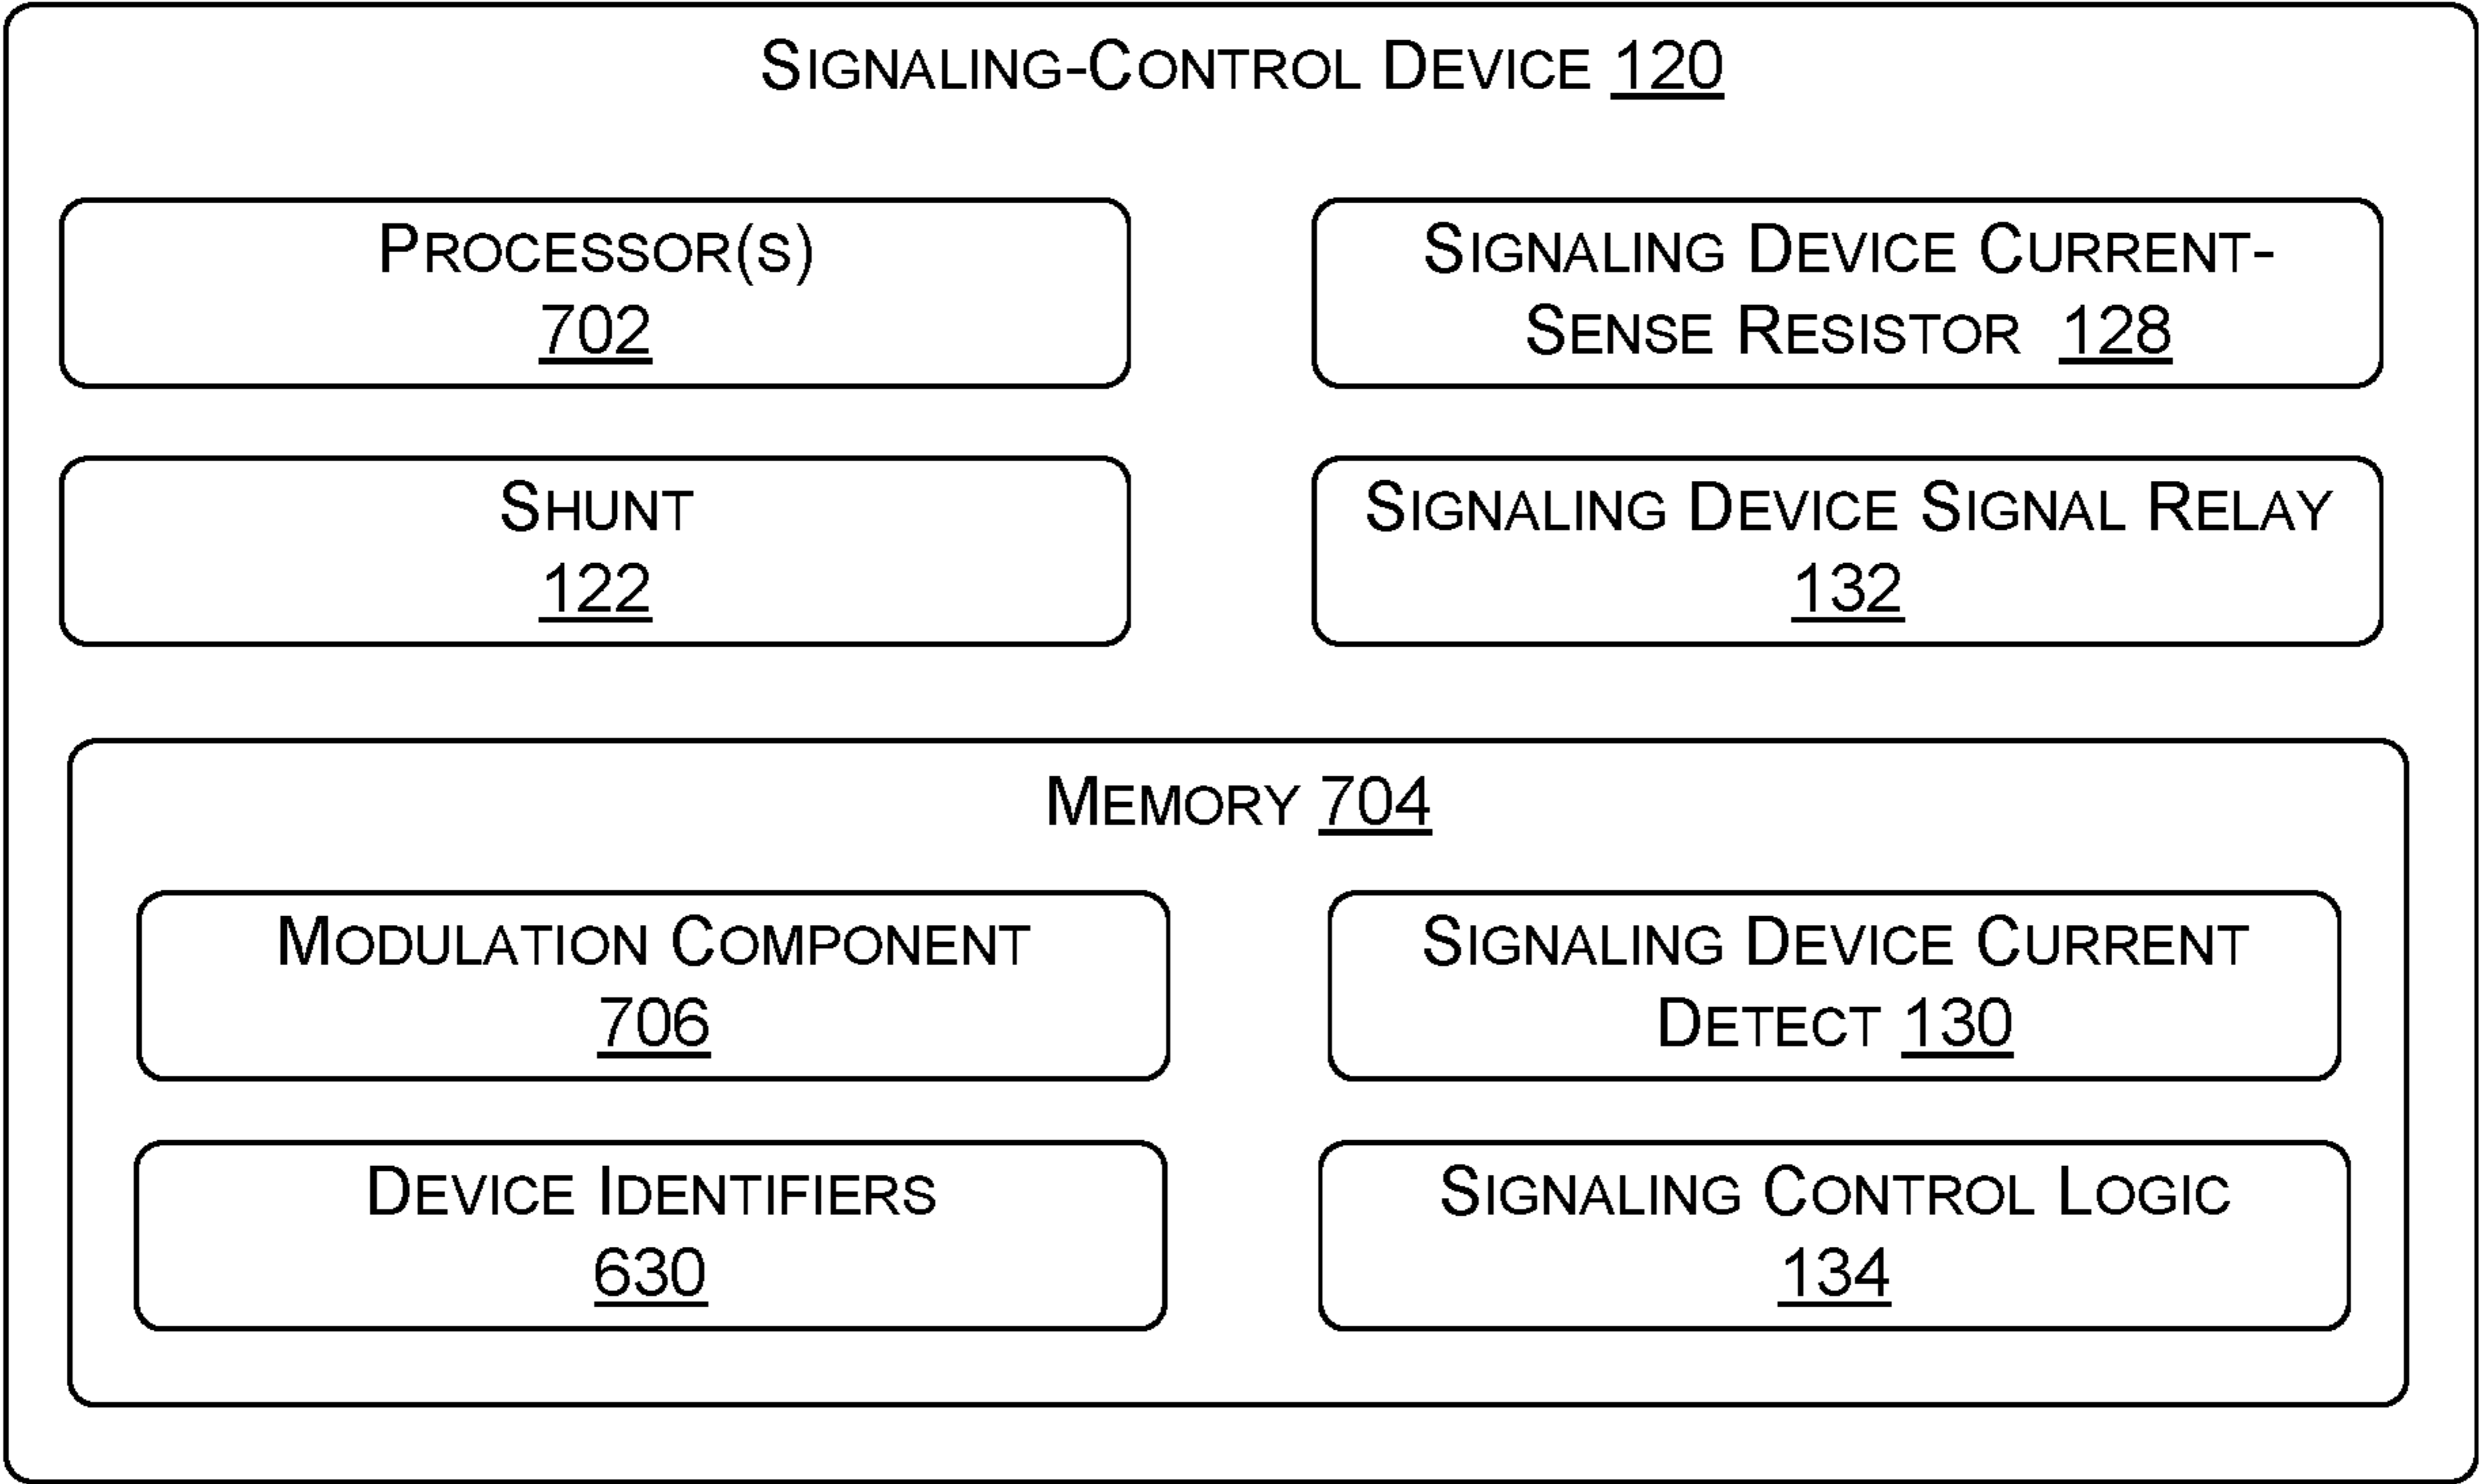 SIGNALING-CONTROL DEVICE 120
PROCESSOR(S)
702
SIGNALING DEVICE CURRENT-
SENSE RESISTOR 128
SHUNT
122
SIGNALING DEVICE SIGNAL RELAY
132
MEMORY 704
MODULATION COMPONENT
706
SIGNALING DEVICE CURRENT
DETECT 130
DEVICE IDENTIFIERS
630
SIGNALING CONTROL LOGIC
134